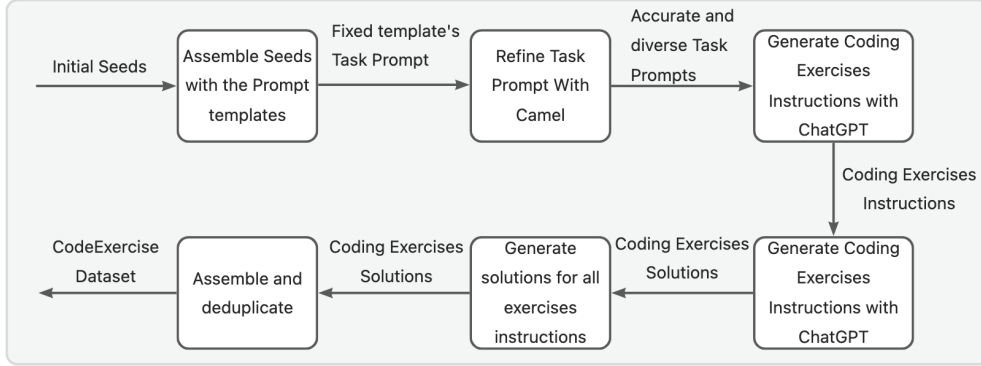 Initial Seeds
Assemble Seeds
with the Prompt
templates
Fixed template's
Task Prompt
Refine Task
Prompt With
Camel
Accurate and
diverse Task
Prompts
Generate Coding
Exercises
Instructions with
ChatGPT
Coding Exercises
Instructions
Generate Coding
Exercises
Instructions with
ChatGPT
Coding Exercises
Solutions
Generate
solutions for all
exercises
instructions
Coding Exercises
Solutions
Assemble and
deduplicate
CodeExercise
Dataset